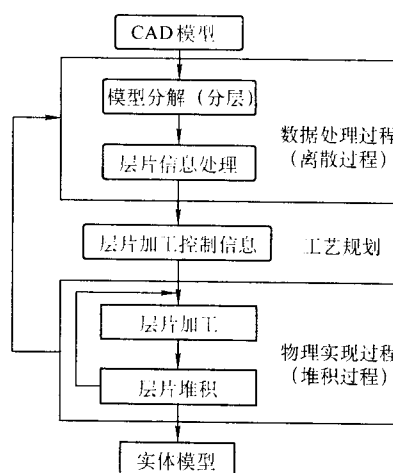 CAD模型
模型分解（分层）
层片信息处理
数据处理过程
（离散过程）
层片加工控制信息
工艺规划
层片加工
层片堆积
物理实现过程
（堆积过程）
实体模型